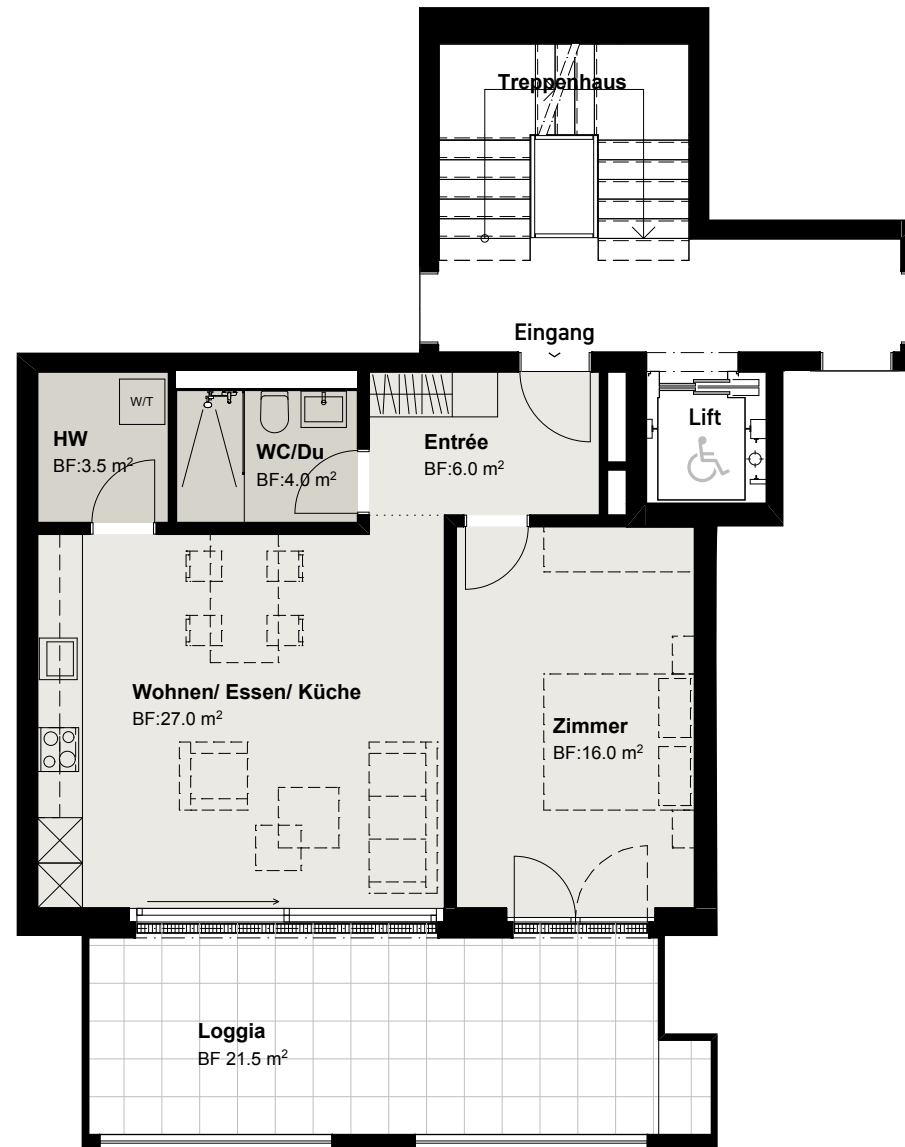 Treppenhaus
Eingang
W/T
HW
BF:3.5 m²
WC/Du
BF:4.0 m²
Entrée
BF:6.0 m²
Lift
Wohnen/ Essen/ Küche
BF:27.0 m²
Zimmer
BF:16.0 m²
Loggia
BF 21.5 m²